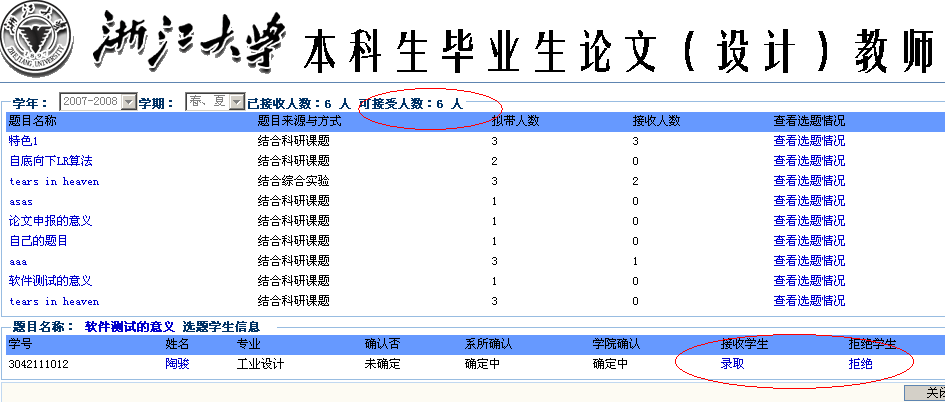 浙江大学 本科生毕业生论文(设计)教师
学年: 2007-2008 学期: 春、夏 已接收人数:6 人 可接受人数:6 人
题目名称 题目来源与方式 拟带人数 接收人数 查看选题情况
特色1 结合科研课题 3 3 查看选题情况
自底向下LR算法 结合科研课题 2 0 查看选题情况
tears in heaven 结合综合实验 3 2 查看选题情况
asas 结合科研课题 1 0 查看选题情况
论文申报的意义 结合科研课题 1 0 查看选题情况
自己的题目 结合科研课题 1 0 查看选题情况
aaa 结合科研课题 3 1 查看选题情况
软件测试的意义 结合科研课题 1 0 查看选题情况
tears in heaven 结合科研课题 3 0 查看选题情况
题目名称: 软件测试的意义 选题学生信息
学号 姓名 专业 确认否 系所确认 学院确认 接收学生 拒绝学生
3042111012 陶骏 工业设计 未确定 确定中 确定中 录取 拒绝
关闭